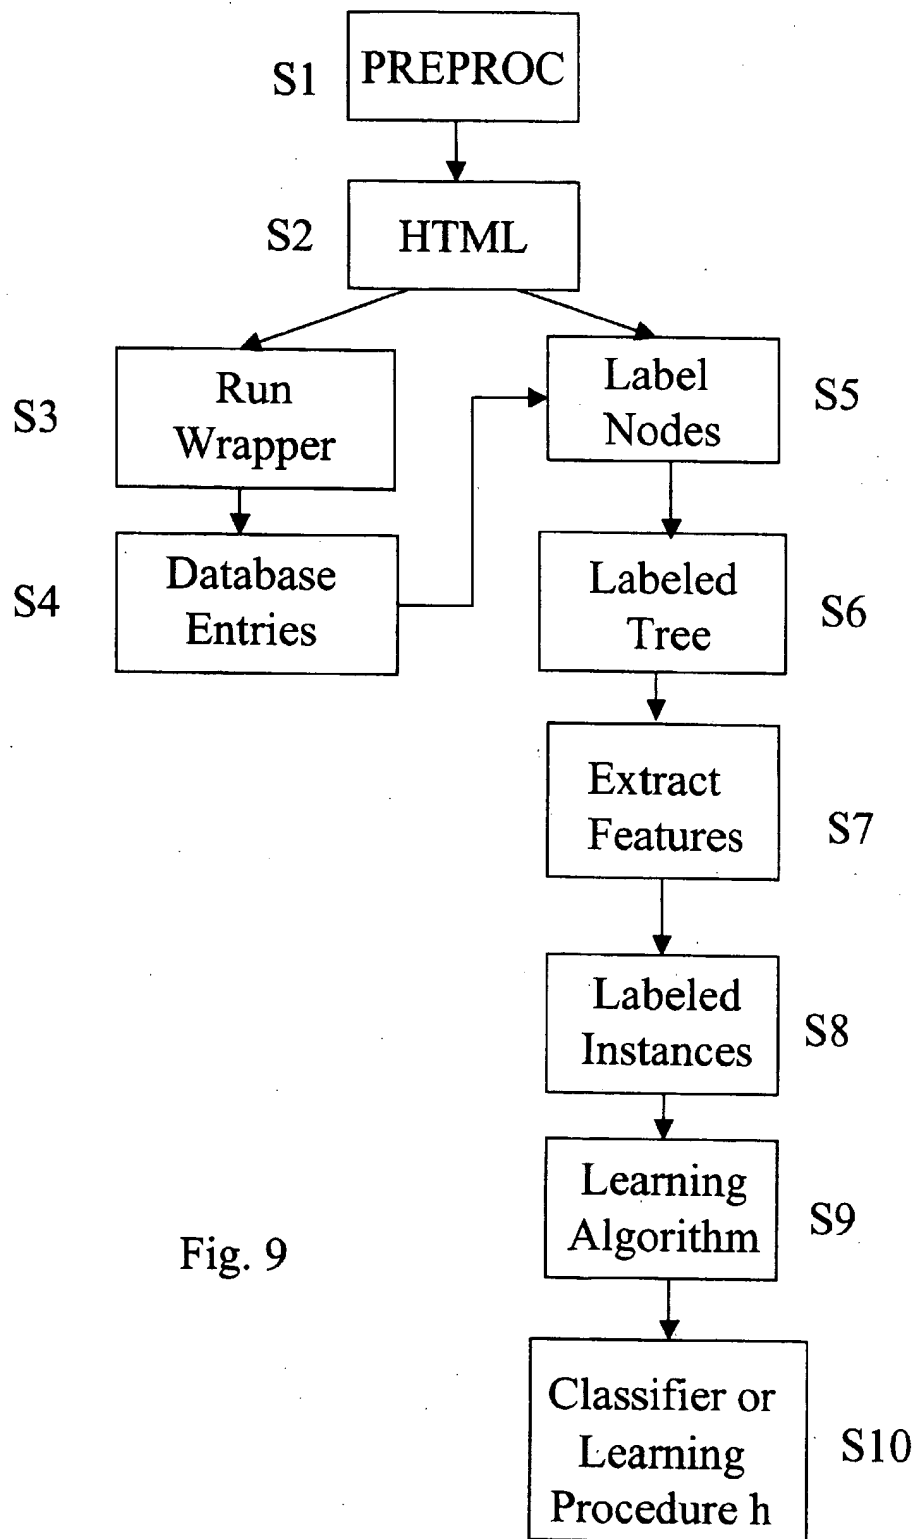 PREPROC
S1
HTML
S2
Run
Wrapper
S3
Label
Nodes
S5
Database
Entries
S4
Labeled
Tree
S6
Extract
Features
S7
Labeled
Instances
S8
Learning
Algorithm
S9
Fig. 9
Classifier or
Learning
Procedure h
S10